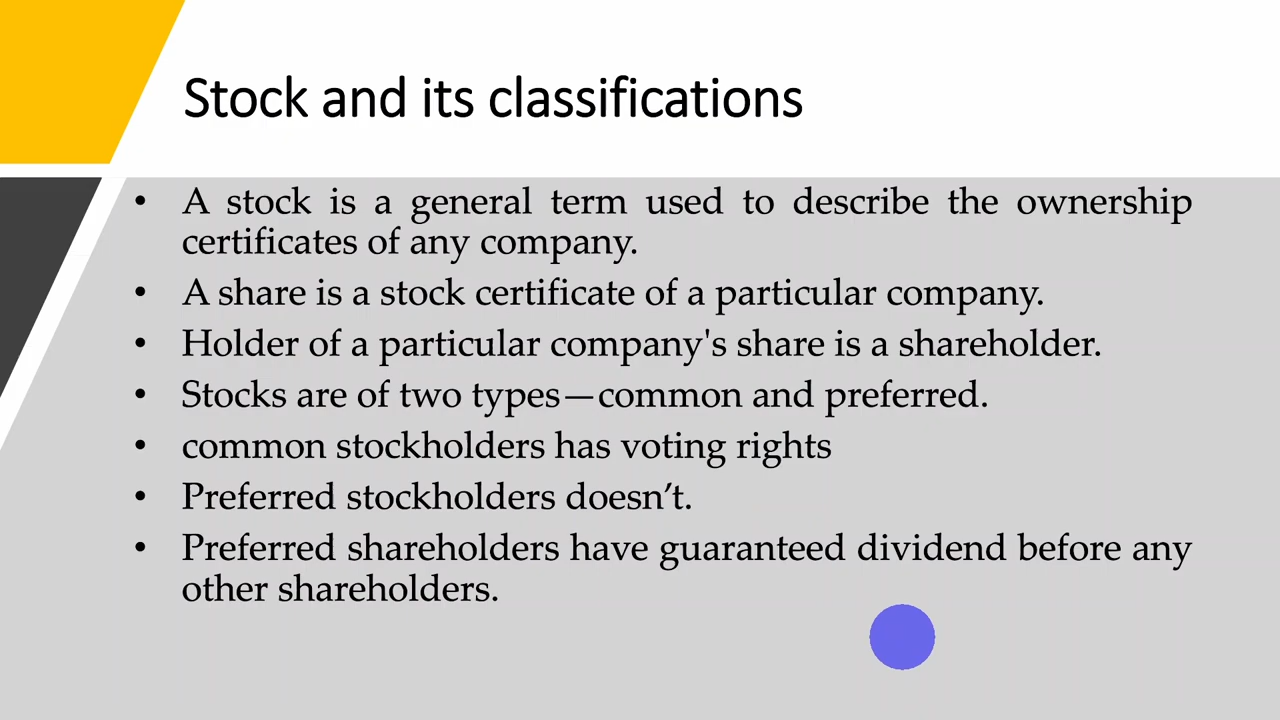 Stock and its classifications
• A stock is a general term used to describe the ownership
certificates of any company.
• A share is a stock certificate of a particular company.
• Holder of a particular company's share is a shareholder.
• Stocks are of two types—common and preferred.
• common stockholders has voting rights
• Preferred stockholders doesn’t.
• Preferred shareholders have guaranteed dividend before any
other shareholders.